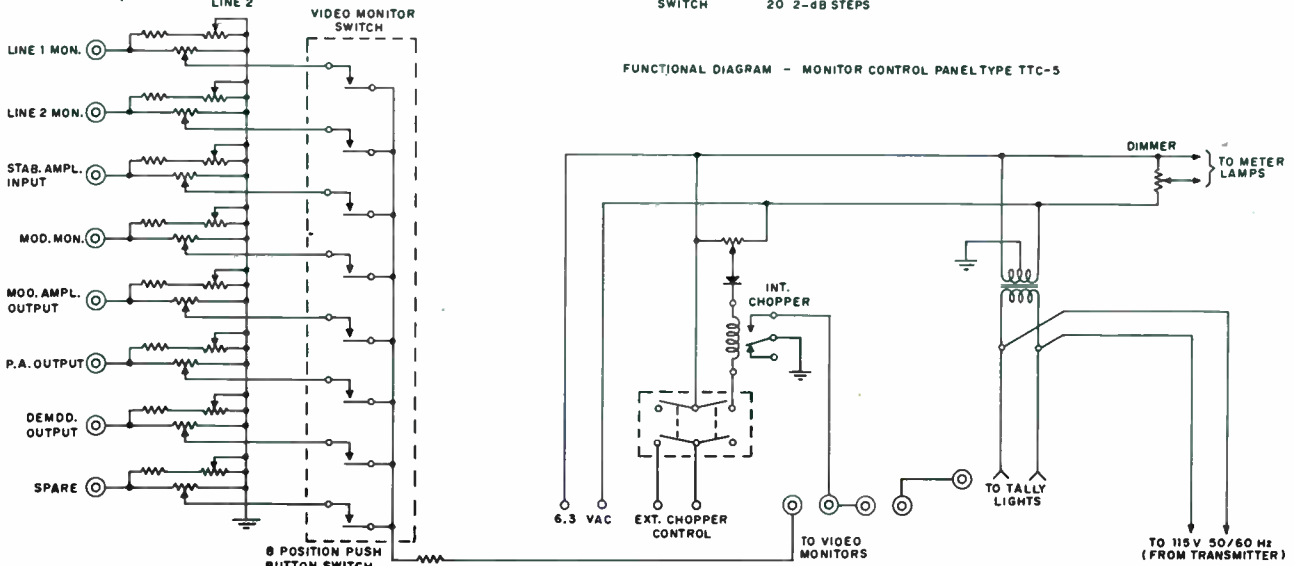 LINE 2
SWITCH 20 2-dB STEPS
VIDEO MONITOR
SWITCH
FUNCTIONAL DIAGRAM - MONITOR CONTROL PANEL TYPE TTC-5
LINE 1 MON.
LINE 2 MON.
STAB. AMPL.
INPUT
MOD. MON.
MOD. AMPL.
OUTPUT
P.A. OUTPUT
DEMOD.
OUTPUT
SPARE
8 POSITION PUSH
BUTTON SWITCH
DIMMER
TO METER
LAMPS
INT.
CHOPPER
6.3 VAC
EXT. CHOPPER
CONTROL
TO VIDEO
MONITORS
TO TALLY
LIGHTS
TO 115V 50/60 Hz
(FROM TRANSMITTER)